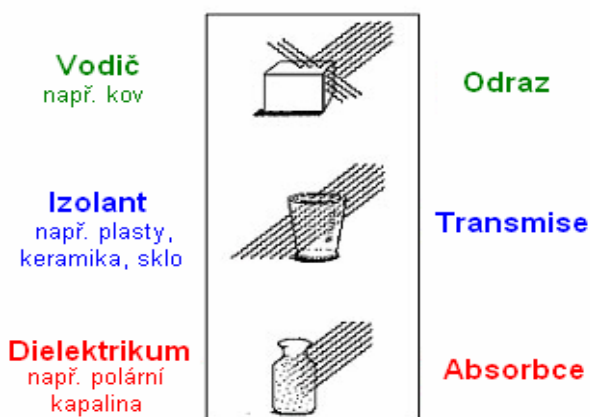 Vodič
např. kov
Odraz
Izolant
např. plasty,
keramika, sklo
Transmise
Dielektrikum
např. polární
kapalina
Absorbce